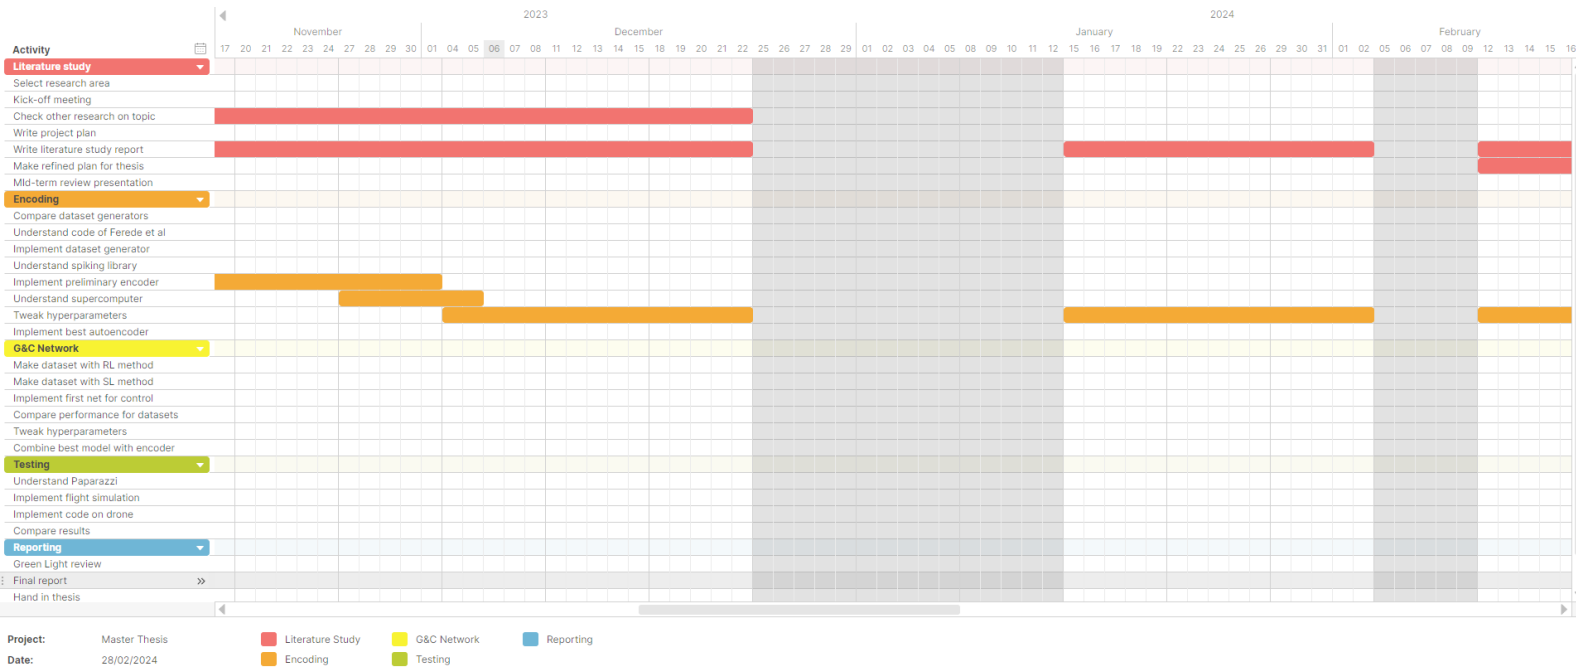 2023 2024
November December January February
Activity 17 20 21 22 23 24 27 28 29 30 01 04 05 06 07 08 11 12 13 14 15 18 19 20 21 22 25 26 27 28 29 01 02 03 04 05 08 09 10 11 12 15 16 17 18 19 22 23 24 25 26 29 30 31 01 02 05 06 07 08 09 12 13 14 15 16
Literature study
Select research area
Kick-off meeting
Check other research on topic
Write project plan
Write literature study report
Make refined plan for thesis
MId-term review presentation
Encoding
Compare dataset generators
Understand code of Ferede et al
Implement dataset generator
Understand spiking library
Implement preliminary encoder
Understand supercomputer
Tweak hyperparameters
Implement best autoencoder
G&C Network
Make dataset with RL method
Make dataset with SL method
Implement first net for control
Compare performance for datasets
Tweak hyperparameters
Combine best model with encoder
Testing
Understand Paparazzi
Implement flight simulation
Implement code on drone
Compare results
Reporting
Green Light review
Final report
Hand in thesis
Project: Master Thesis Literature Study G&C Network Reporting
Date: 28/02/2024 Encoding Testing